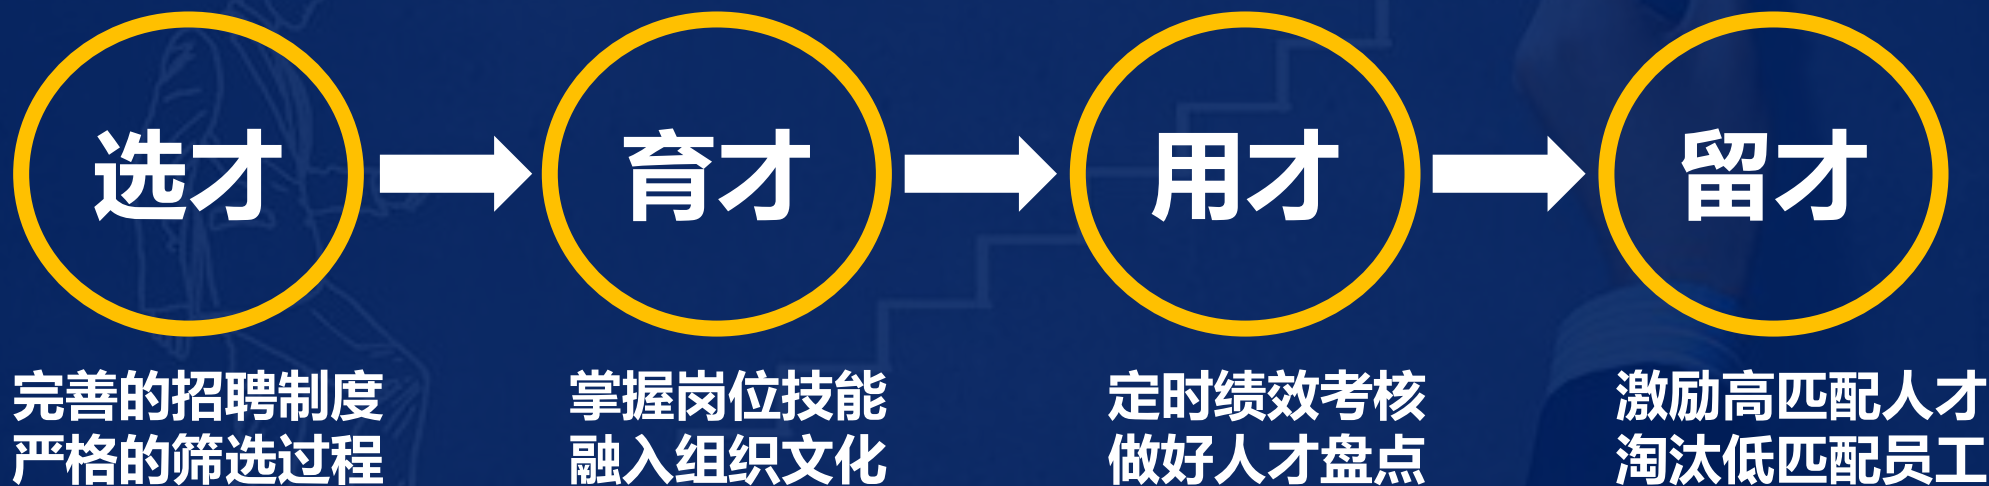 选才
育才
用才
留才
完善的招聘制度
严格的筛选过程
掌握岗位技能
融入组织文化
定时绩效考核
做好人才盘点
激励高匹配人才
淘汰低匹配员工